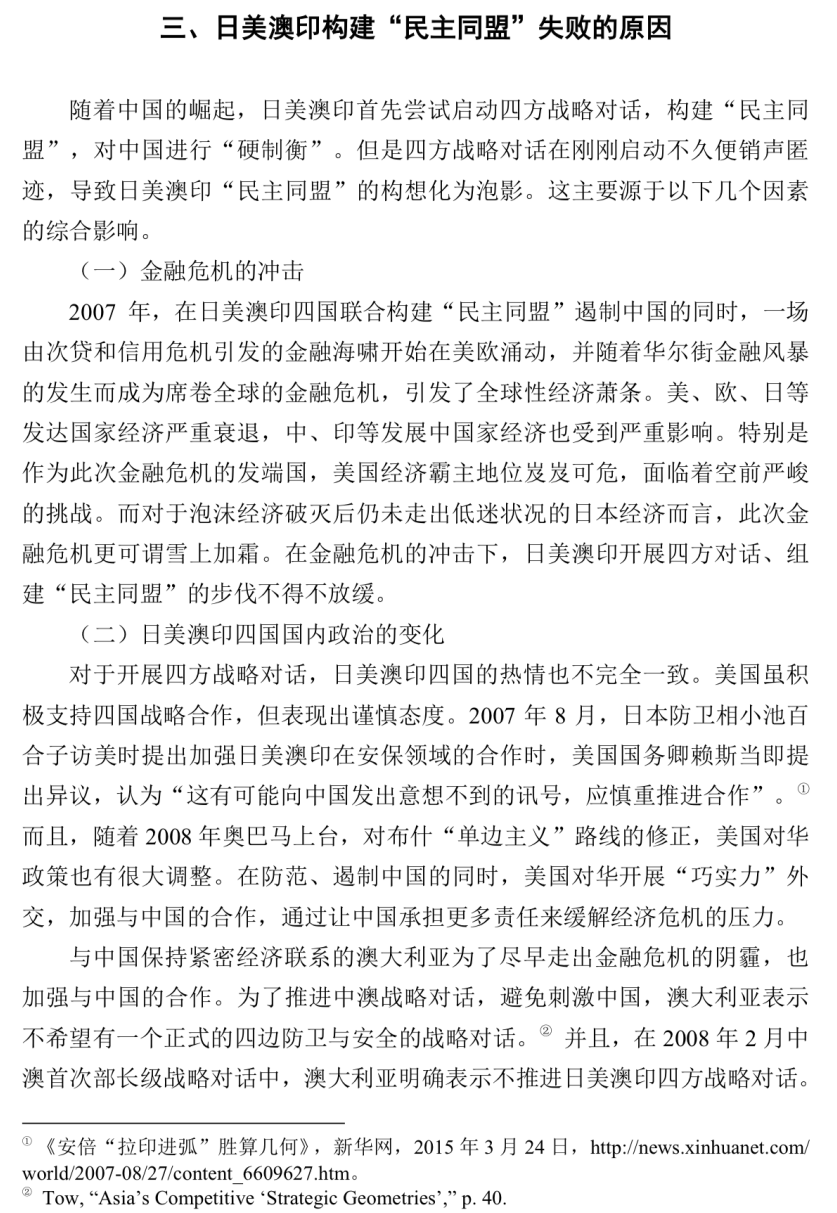 三、日美澳印构建“民主同盟”失败的原因
随着中国的崛起，日美澳印首先尝试启动四方战略对话，构建“民主同
盟”，对中国进行“硬制衡”。但是四方战略对话在刚刚启动不久便销声匿
迹，导致日美澳印“民主同盟”的构想化为泡影。这主要源于以下几个因素
的综合影响。
（一）金融危机的冲击
2007 年，在日美澳印四国联合构建“民主同盟”遏制中国的同时，一场
由次贷和信用危机引发的金融海啸开始在美欧涌动，并随着华尔街金融风暴
的发生而成为席卷全球的金融危机，引发了全球性经济萧条。美、欧、日等
发达国家经济严重衰退，中、印等发展中国家经济也受到严重影响。特别是
作为此次金融危机的发端国，美国经济霸主地位岌岌可危，面临着空前严峻
的挑战。而对于泡沫经济破灭后仍未走出低迷状况的日本经济而言，此次金
融危机更可谓雪上加霜。在金融危机的冲击下，日美澳印开展四方对话、组
建“民主同盟”的步伐不得不放缓。
（二）日美澳印四国国内政治的变化
对于开展四方战略对话，日美澳印四国的热情也不完全一致。美国虽积
极支持四国战略合作，但表现出谨慎态度。2007 年 8 月，日本防卫相小池百
合子访美时提出加强日美澳印在安保领域的合作时，美国国务卿赖斯当即提
出异议，认为“这有可能向中国发出意想不到的讯号，应慎重推进合作”。①
而且，随着 2008 年奥巴马上台，对布什“单边主义”路线的修正，美国对华
政策也有很大调整。在防范、遏制中国的同时，美国对华开展“巧实力”外
交，加强与中国的合作，通过让中国承担更多责任来缓解经济危机的压力。
与中国保持紧密经济联系的澳大利亚为了尽早走出金融危机的阴霾，也
加强与中国的合作。为了推进中澳战略对话，避免刺激中国，澳大利亚表示
不希望有一个正式的四边防卫与安全的战略对话。② 并且，在 2008 年 2 月中
澳首次部长级战略对话中，澳大利亚明确表示不推进日美澳印四方战略对话。
① 《安倍“拉印进弧”胜算几何》，新华网，2015 年 3 月 24 日，http://news.xinhuanet.com/
world/2007-08/27/content_6609627.htm。
② Tow, “Asia’s Competitive ‘Strategic Geometries’,” p. 40.